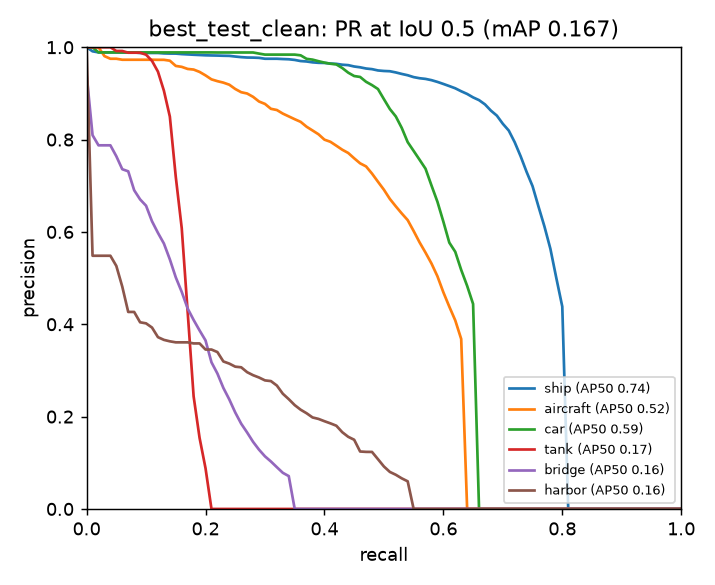 best_test_clean: PR at IoU 0.5 (mAP 0.167)
1.0
0.8
0.6
0.4
0.2
0.0
precision
0.0 0.2 0.4 0.6 0.8 1.0
recall
ship (AP50 0.74)
aircraft (AP50 0.52)
car (AP50 0.59)
tank (AP50 0.17)
bridge (AP50 0.16)
harbor (AP50 0.16)